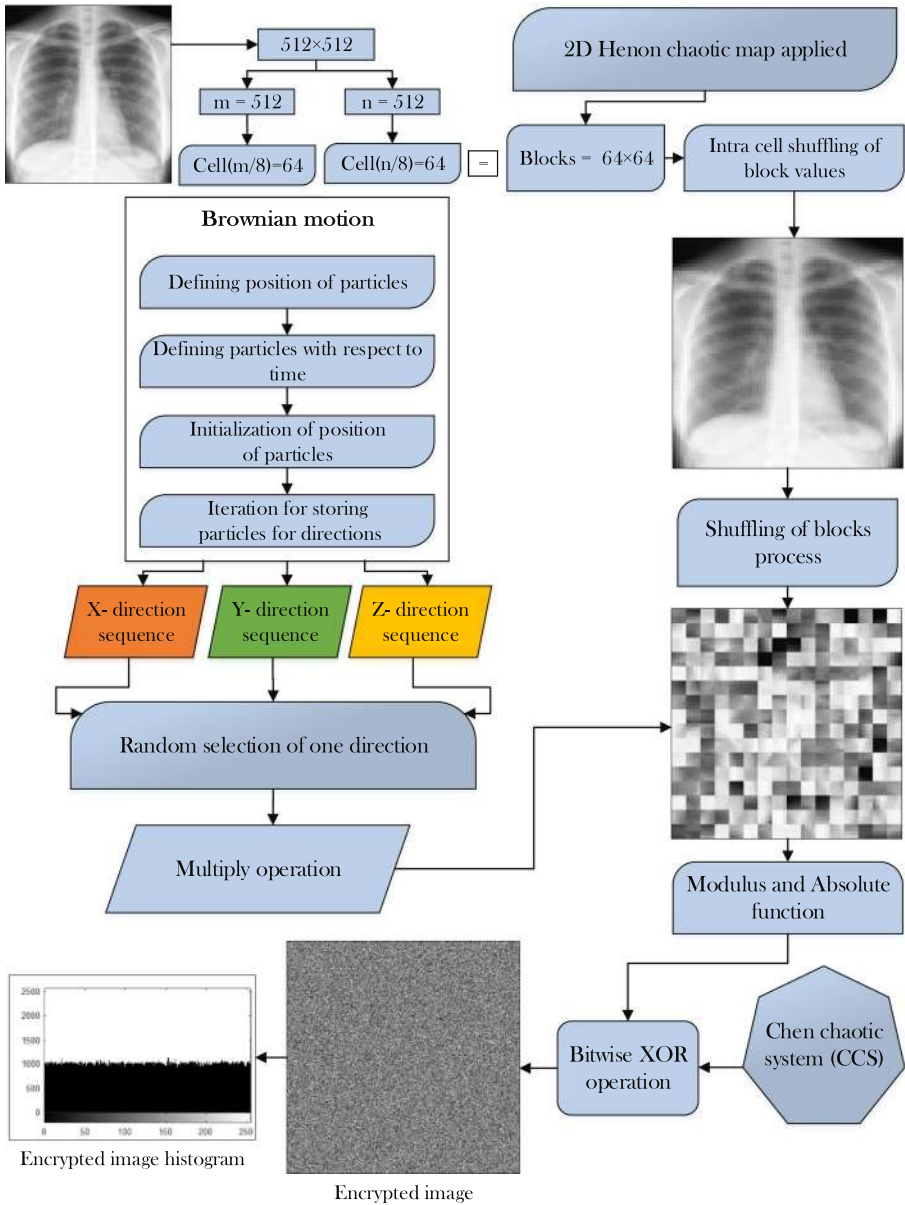 512×512
2D Henon chaotic map applied
m = 512
n = 512
Cell(m/8)=64
Cell(n/8)=64
=
Blocks = 64×64
Intra cell shuffling of
block values
Brownian motion
Defining position of particles
Defining particles with respect to
time
Initialization of position
of particles
Iteration for storing
particles for directions
Shuffling of blocks
process
X- direction
sequence
Y- direction
sequence
Z- direction
sequence
Random selection of one direction
Multiply operation
Modulus and Absolute
function
Chen chaotic
system (CCS)
Bitwise XOR
operation
2500
2000
1500
1000
500
0
0 50 100 150 200 250
Encrypted image histogram
Encrypted image